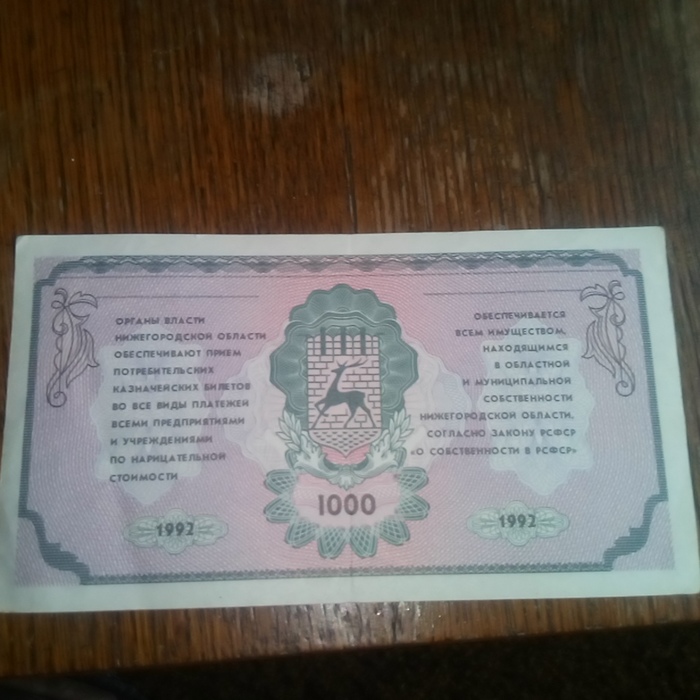 ОРГАНЫ ВЛАСТИ
НИЖЕГОРОДСКОЙ ОБЛАСТИ
ОБЕСПЕЧИВАЮТ ПРИЕМ
ПОТРЕБИТЕЛЬСКИХ
КАЗНАЧЕЙСКИХ БИЛЕТОВ
ВО ВСЕ ВИДЫ ПЛАТЕЖЕЙ
ВСЕМИ ПРЕДПРИЯТИЯМИ
И УЧРЕЖДЕНИЯМИ
ПО НАРИЦАТЕЛЬНОЙ
СТОИМОСТИ
1992
1000
ОБЕСПЕЧИВАЕТСЯ
ВСЕМ ИМУЩЕСТВОМ,
НАХОДЯЩИМСЯ
В ОБЛАСТНОЙ
И МУНИЦИПАЛЬНОЙ
СОБСТВЕННОСТИ
НИЖЕГОРОДСКОЙ ОБЛАСТИ,
СОГЛАСНО ЗАКОНУ РСФСР
«О СОБСТВЕННОСТИ В РСФСР»
1992